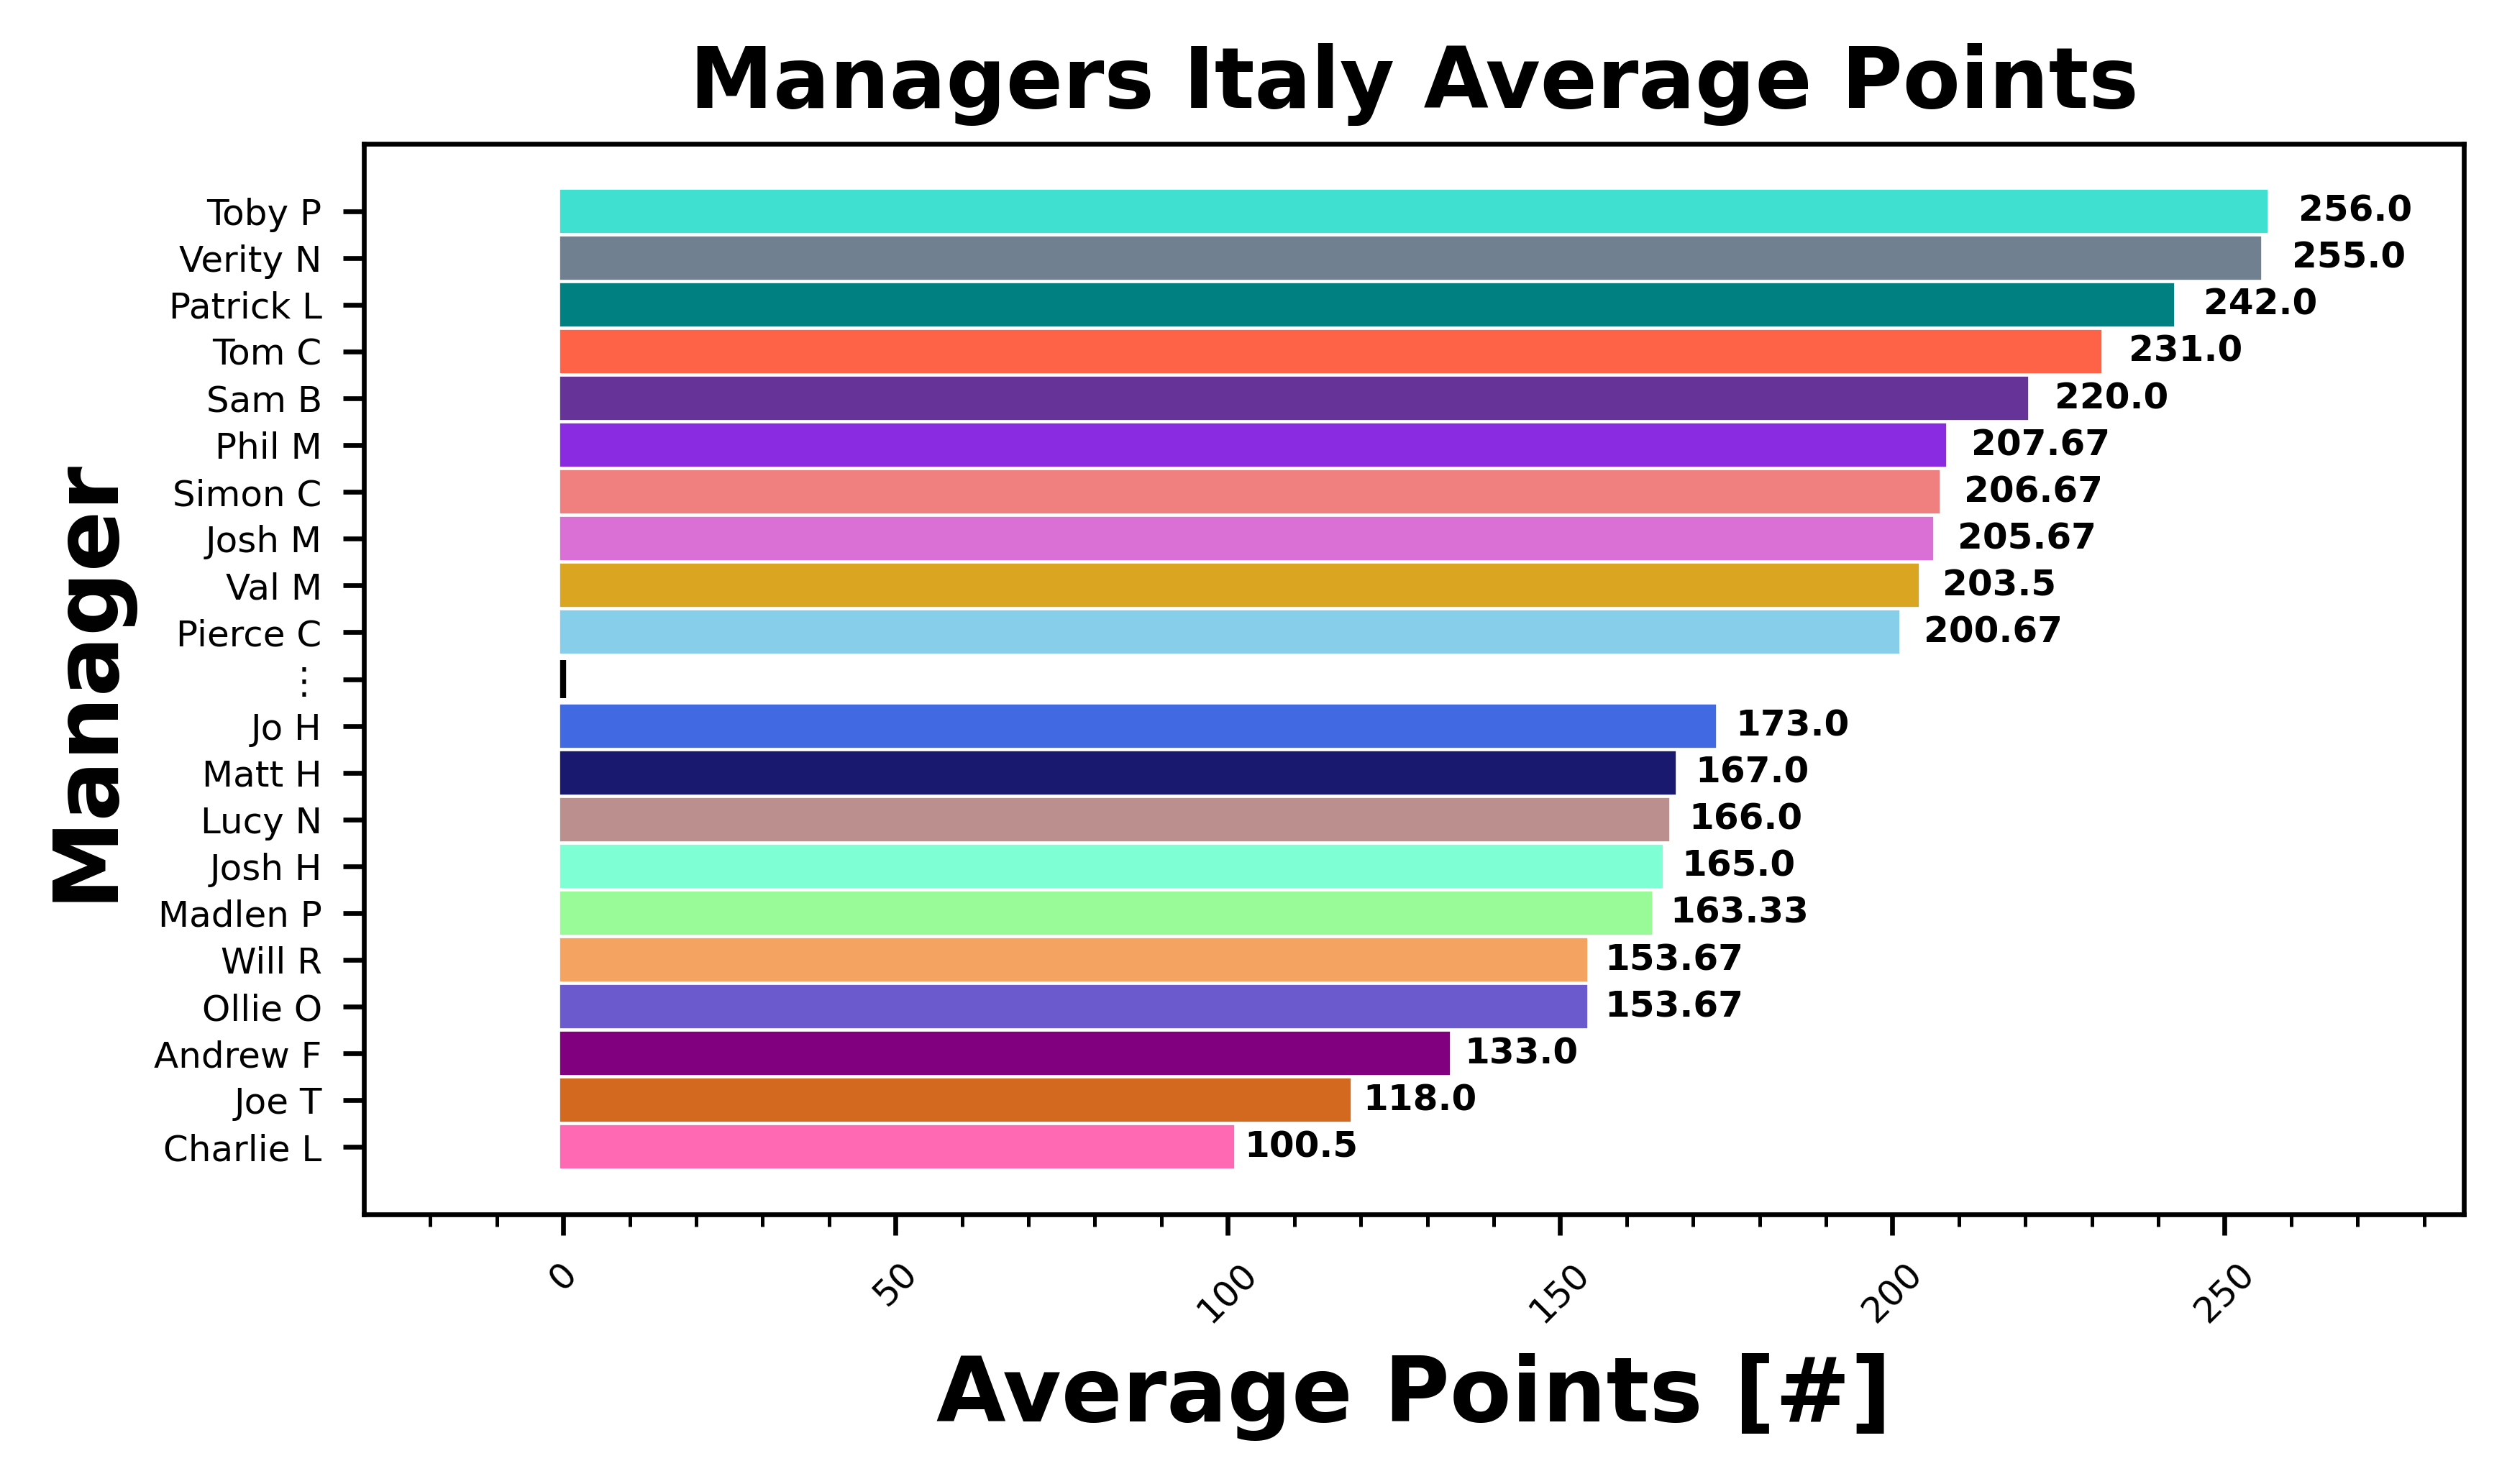 Managers Italy Average Points
Manager
Toby P 256.0
Verity N 255.0
Patrick L 242.0
Tom C 231.0
Sam B 220.0
Phil M 207.67
Simon C 206.67
Josh M 205.67
Val M 203.5
Pierce C 200.67
⋮
Jo H 173.0
Matt H 167.0
Lucy N 166.0
Josh H 165.0
Madlen P 163.33
Will R 153.67
Ollie O 153.67
Andrew F 133.0
Joe T 118.0
Charlie L 100.5
0 50 100 150 200 250
Average Points [#]